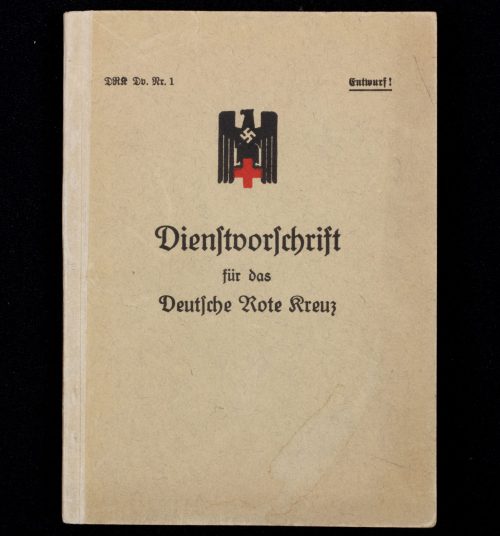 DRK Dv. Nr. 1
Entwurf!
Dienſtvorſchrift
für das
Deutſche Rote Kreuz